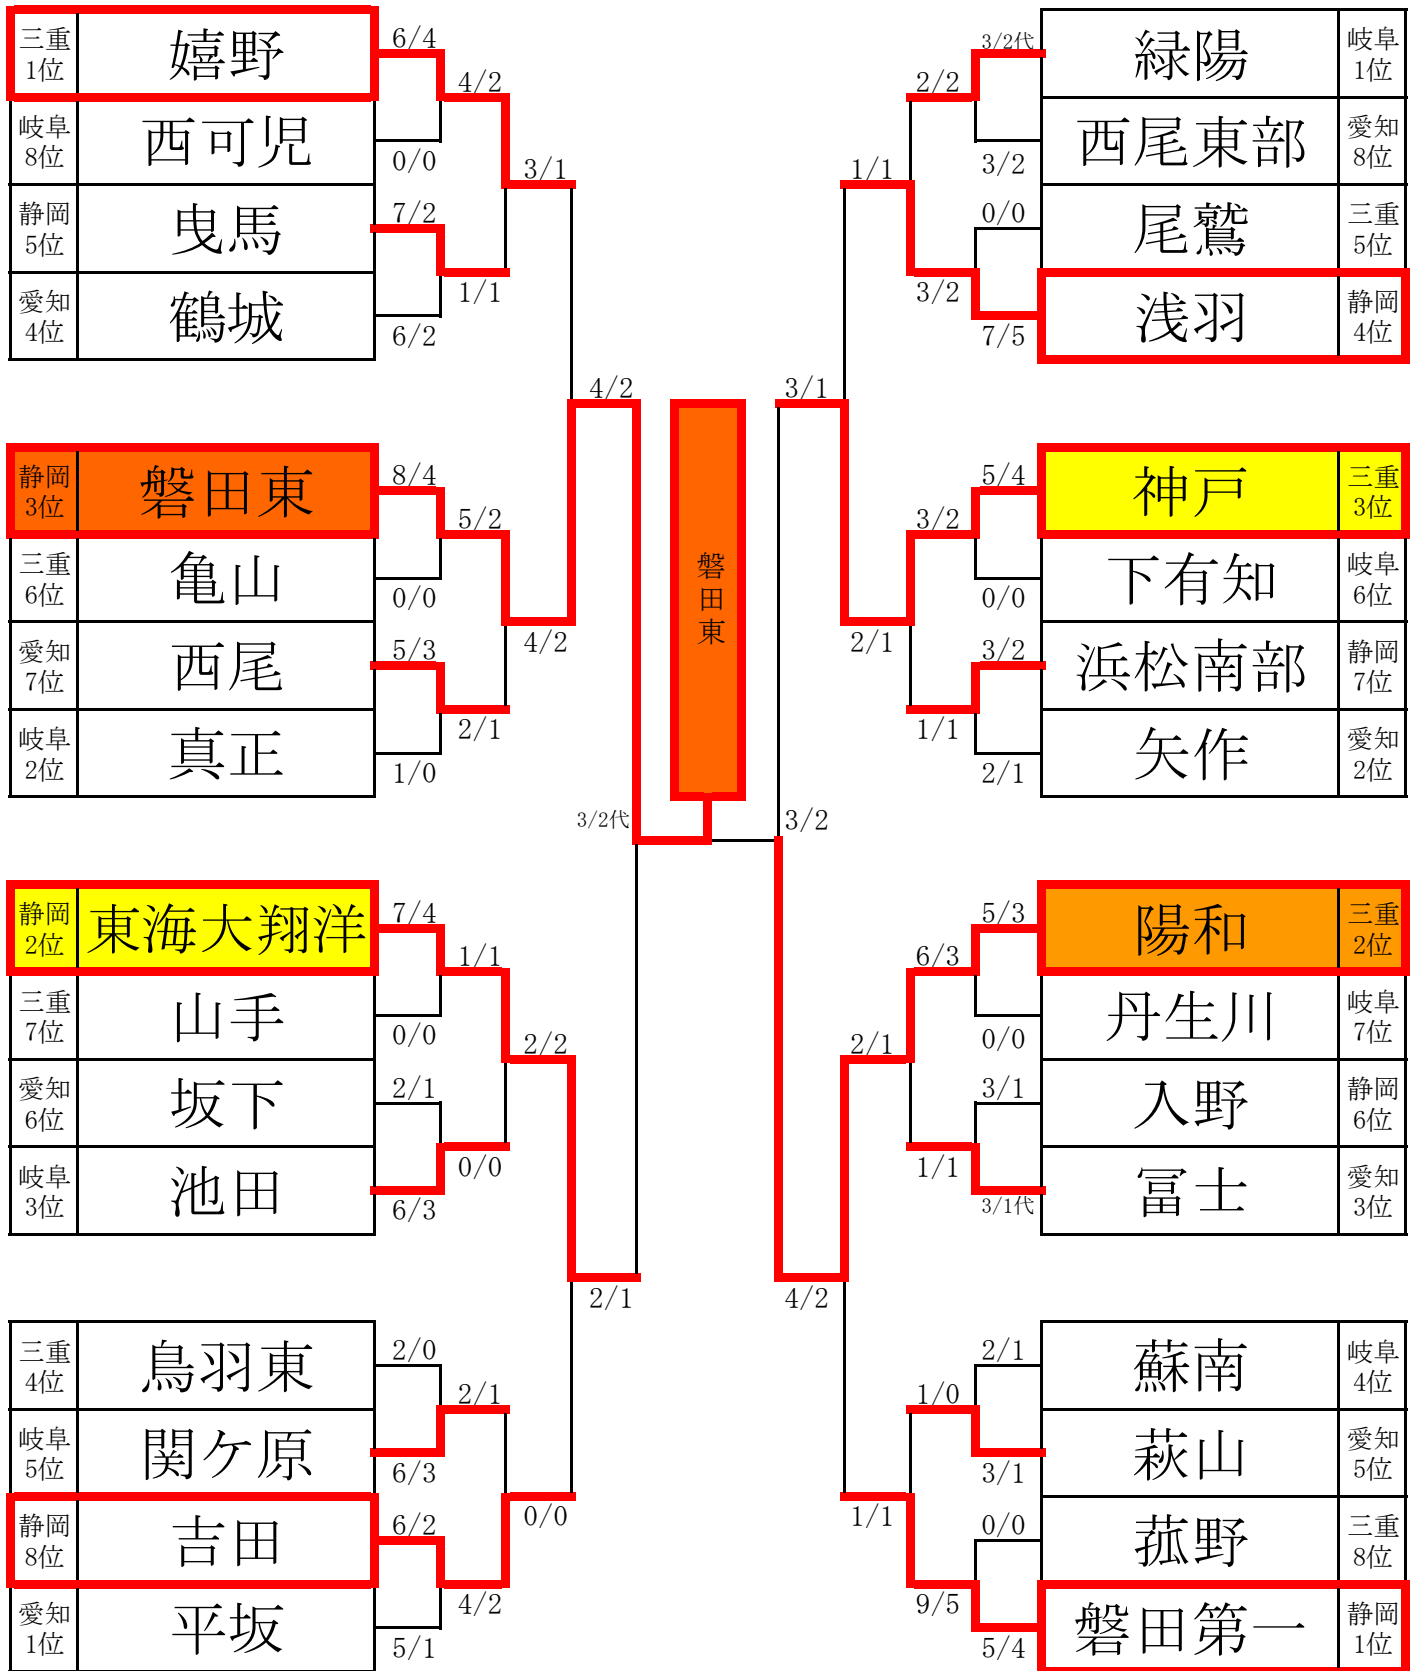 三重
1位
嬉野
6/4
4/2
岐阜
8位
西可児
0/0
3/1
静岡
5位
曳馬
7/2
1/1
愛知
4位
鶴城
6/2
4/2
静岡
3位
磐田東
8/4
5/2
三重
6位
亀山
0/0
4/2
愛知
7位
西尾
5/3
2/1
岐阜
2位
真正
1/0
3/2代
静岡
2位
東海大翔洋
7/4
1/1
三重
7位
山手
0/0
2/2
愛知
6位
坂下
2/1
0/0
岐阜
3位
池田
6/3
2/1
三重
4位
鳥羽東
2/0
2/1
岐阜
5位
関ケ原
6/3
0/0
静岡
8位
吉田
6/2
4/2
愛知
1位
平坂
5/1
磐田東
3/2代
緑陽
岐阜
1位
2/2
3/2
西尾東部
愛知
8位
1/1
0/0
尾鷲
三重
5位
3/2
7/5
浅羽
静岡
4位
3/1
5/4
神戸
三重
3位
3/2
0/0
下有知
岐阜
6位
2/1
3/2
浜松南部
静岡
7位
1/1
2/1
矢作
愛知
2位
3/2
5/3
陽和
三重
2位
6/3
0/0
丹生川
岐阜
7位
2/1
3/1
入野
静岡
6位
1/1
3/1代
冨士
愛知
3位
4/2
2/1
蘇南
岐阜
4位
1/0
3/1
萩山
愛知
5位
1/1
0/0
菰野
三重
8位
9/5
5/4
磐田第一
静岡
1位